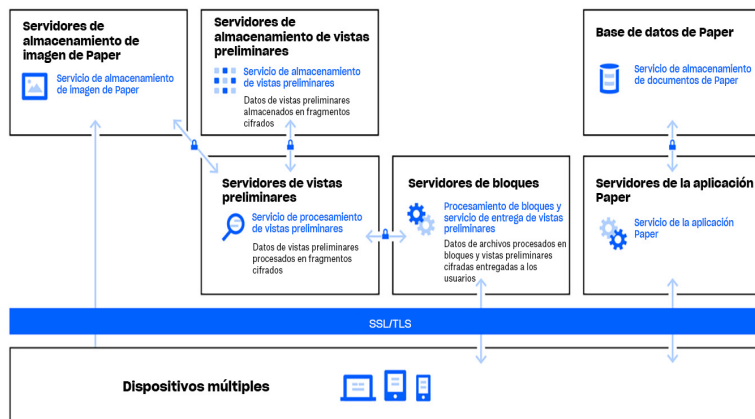 Servidores de
almacenamiento de
imagen de Paper
Servicio de almacenamiento
de imagen de Paper
Servidores de
almacenamiento de vistas
preliminares
Servicio de almacenamiento
de vistas preliminares
Datos de vistas preliminares
almacenados en fragmentos
cifrados
Base de datos de Paper
Servicio de almacenamiento
de documentos de Paper
Servidores de vistas
preliminares
Servicio de procesamiento
de vistas preliminares
Datos de vistas preliminares
procesados en fragmentos
cifrados
Servidores de bloques
Procesamiento de bloques y
servicio de entrega de vistas
preliminares
Datos de archivos procesados en
bloques y vistas preliminares
cifradas entregadas a los
usuarios
Servidores de la aplicación
Paper
Servicio de la aplicación
Paper
SSL/TLS
Dispositivos múltiples